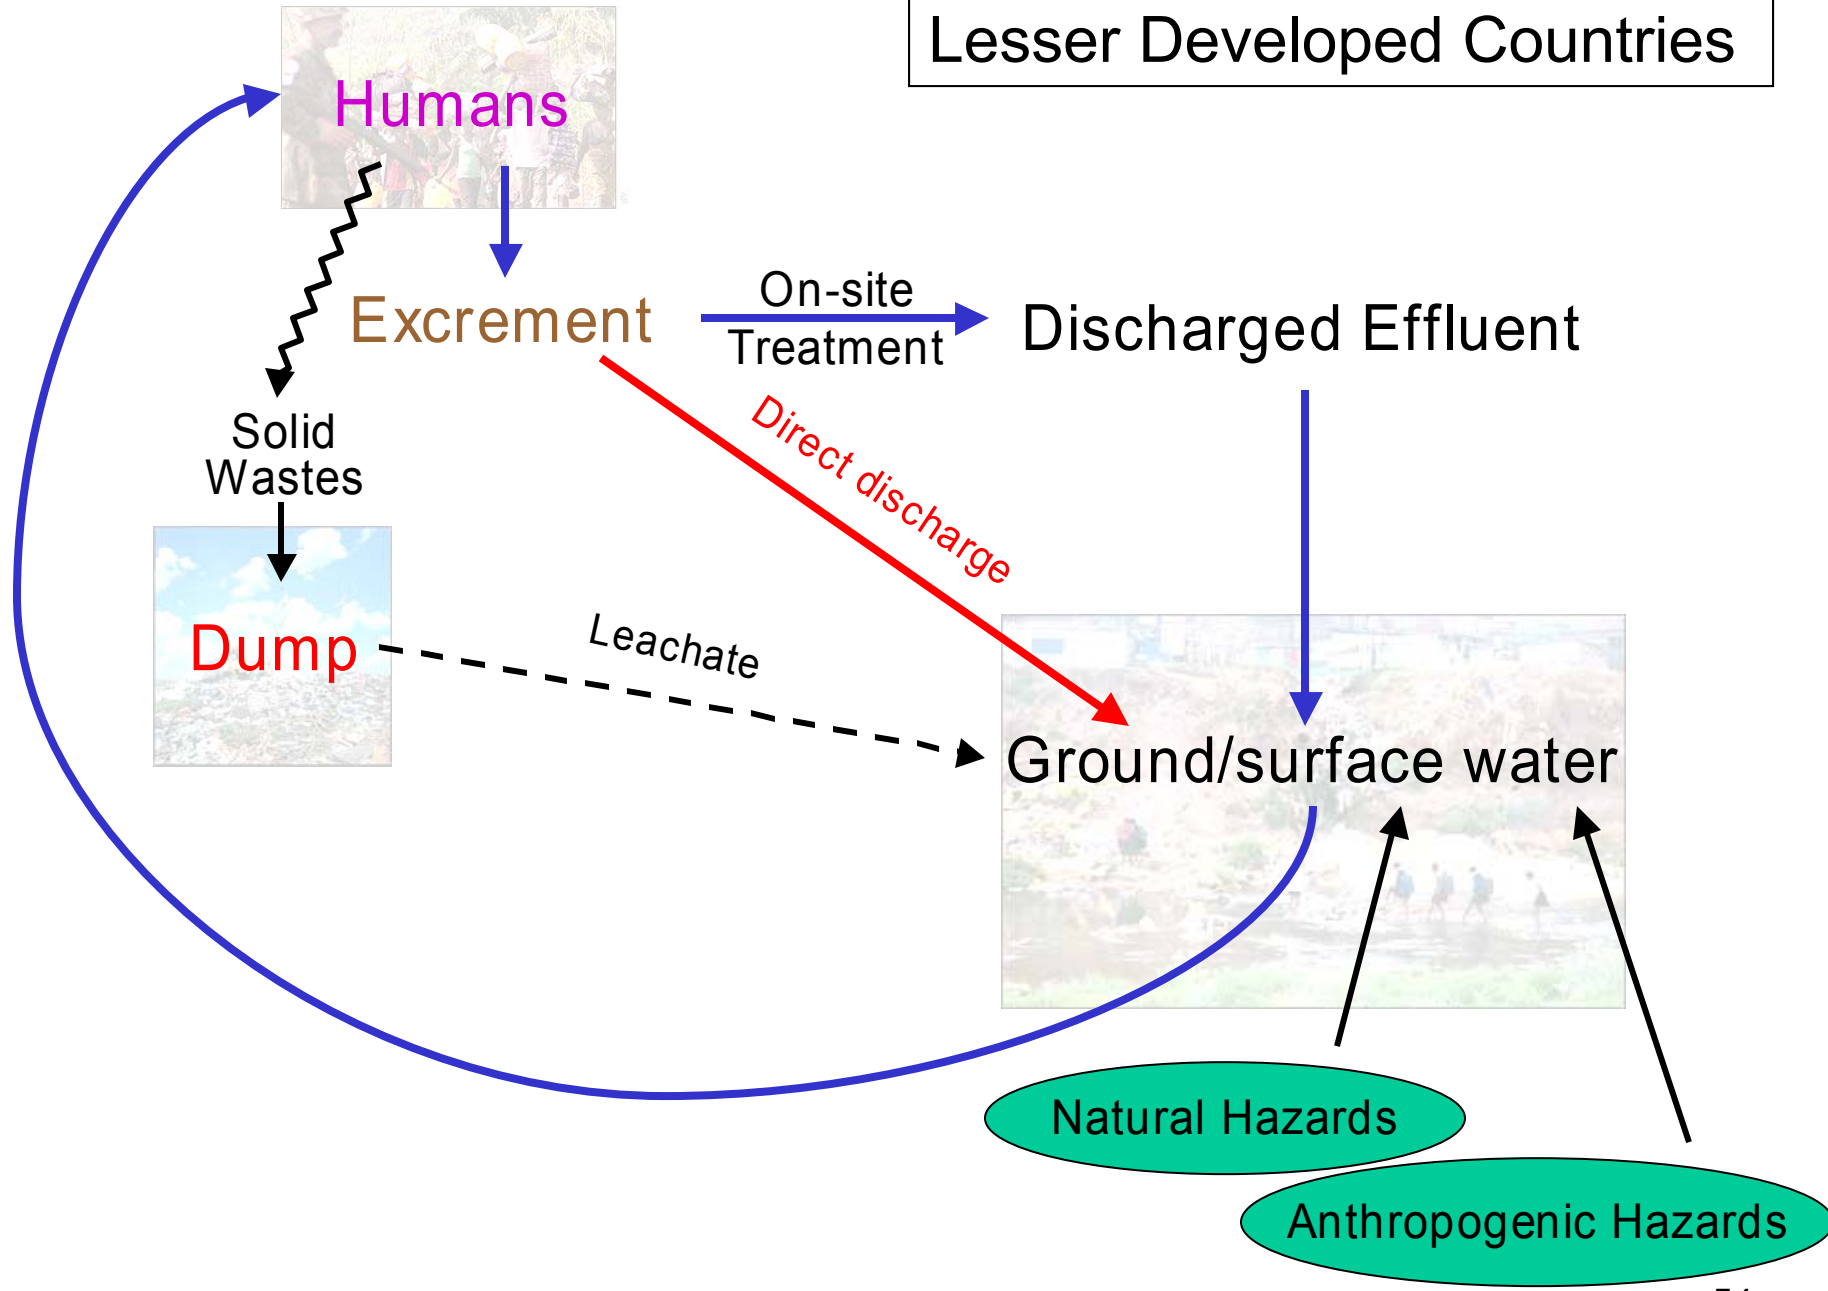 Lesser Developed Countries
Humans
Excrement
On-site
Treatment
Discharged Effluent
Direct discharge
Solid
Wastes
Dump
Leachate
Ground/surface water
Natural Hazards
Anthropogenic Hazards